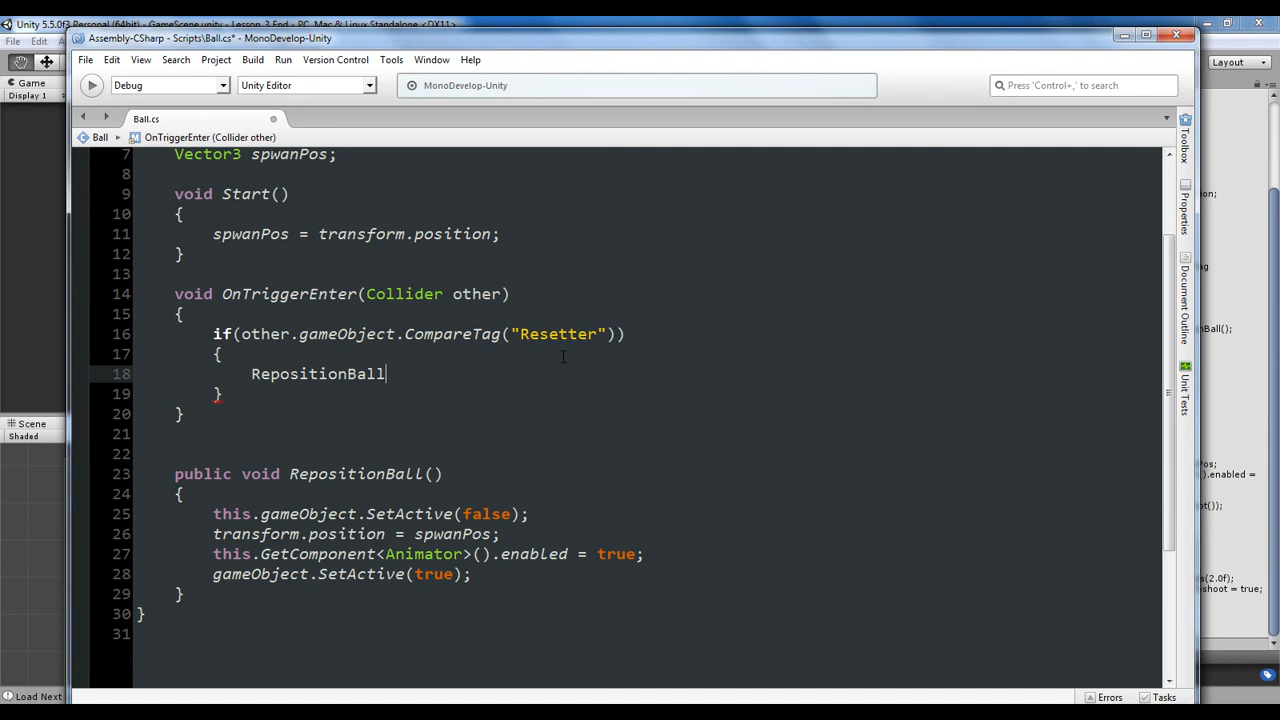 Unity 5.5.0f3 Personal (64bit) - GameScene.unity - Lesson_3 End - PC, Mac & Linux Standalone <DX11>
File Edit
Assembly-CSharp - Scripts\Ball.cs* - MonoDevelop-Unity
File Edit View Search Project Build Run Version Control Tools Window Help
Layout
Game
Display 1
Debug
Unity Editor
MonoDevelop-Unity
Press 'Control+,' to search
Ball.cs
Ball
OnTriggerEnter (Collider other)
7 Vector3 spwanPos;
8
9 void Start()
10 {
11 spwanPos = transform.position;
12 }
13
14 void OnTriggerEnter(Collider other)
15 {
16 if(other.gameObject.CompareTag("Resetter"))
17 {
18 RepositionBall
19 }
20 }
21
22
23 public void RepositionBall()
24 {
25 this.gameObject.SetActive(false);
26 transform.position = spwanPos;
27 this.GetComponent<Animator>().enabled = true;
28 gameObject.SetActive(true);
29 }
30 }
31
Toolbox
Properties
Document Outline
Unit Tests
Scene
Shaded
Load Next
Errors
Tasks